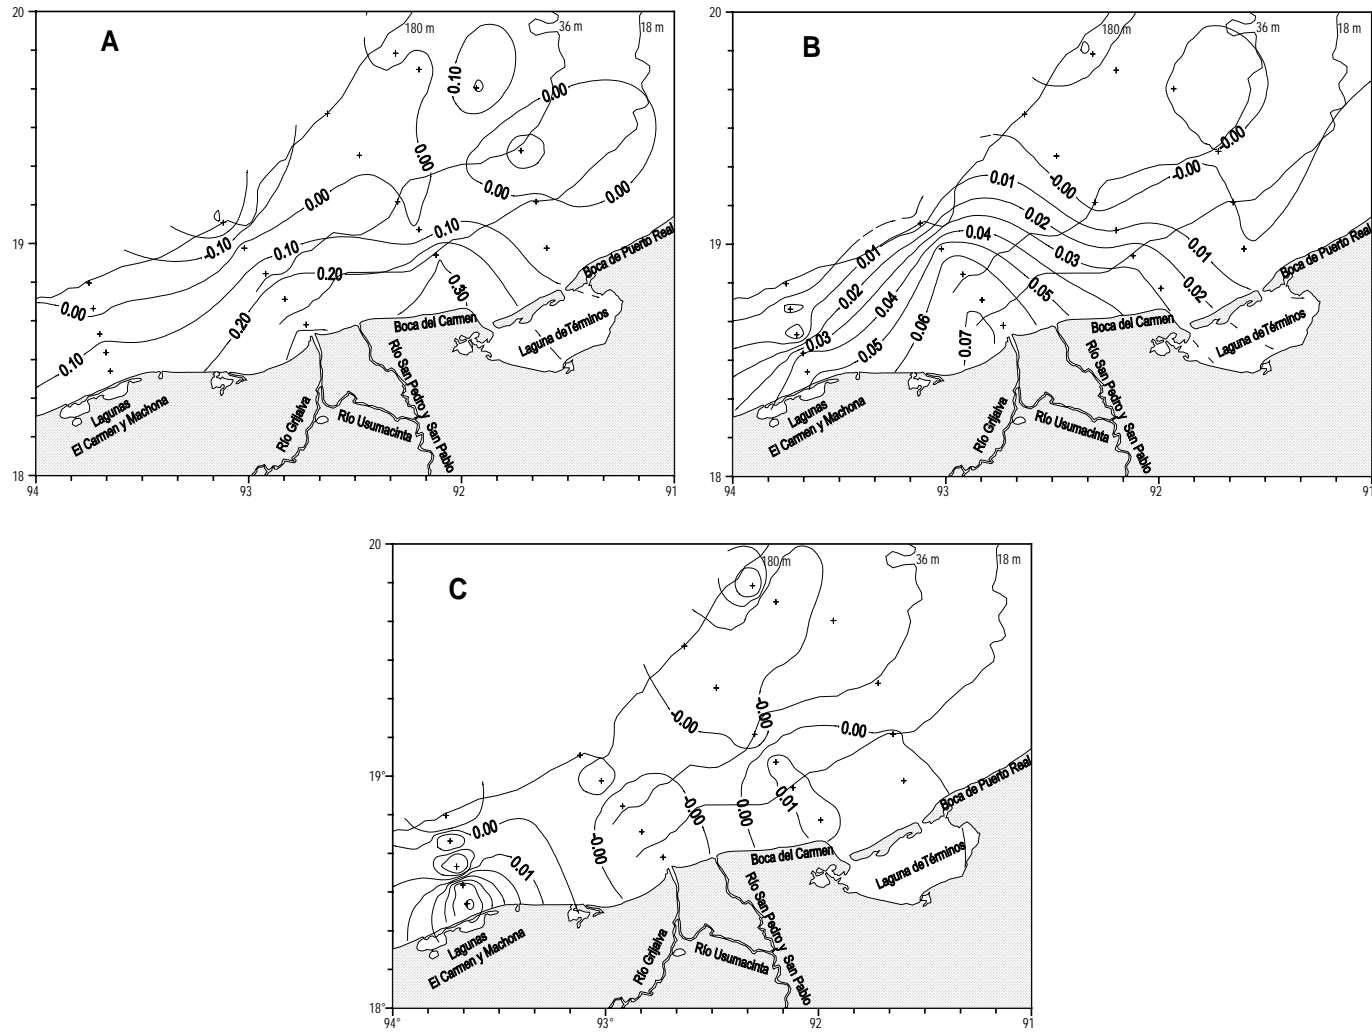 A
20
19
18
94
93
92
91
180 m
36 m
18 m
0.10
0.00
0.00
0.00
0.00
0.00
-0.10
0.10
0.10
0.20
0.00
0.20
0.30
0.10
Boca de Puerto Real
Boca del Carmen
Laguna de Términos
Lagunas
El Carmen y Machona
Río Grijalva
Río Usumacinta
Río San Pedro y San Pablo
B
20
19
18
94
93
92
91
180 m
36 m
18 m
-0.00
-0.00
-0.00
0.01
0.02
0.01
0.04
0.03
0.01
0.02
0.02
0.04
0.05
0.06
0.03
0.05
0.07
Boca de Puerto Real
Boca del Carmen
Laguna de Términos
Lagunas
El Carmen y Machona
Río Grijalva
Río Usumacinta
Río San Pedro y San Pablo
C
20
19°
18°
94°
93°
92
91
180 m
36 m
18 m
-0.00
-0.00
0.00
0.01
-0.00
0.00
0.00
-0.00
0.01
Boca de Puerto Real
Boca del Carmen
Laguna de Términos
Lagunas
El Carmen y Machona
Río Grijalva
Río Usumacinta
Río San Pedro y San Pablo